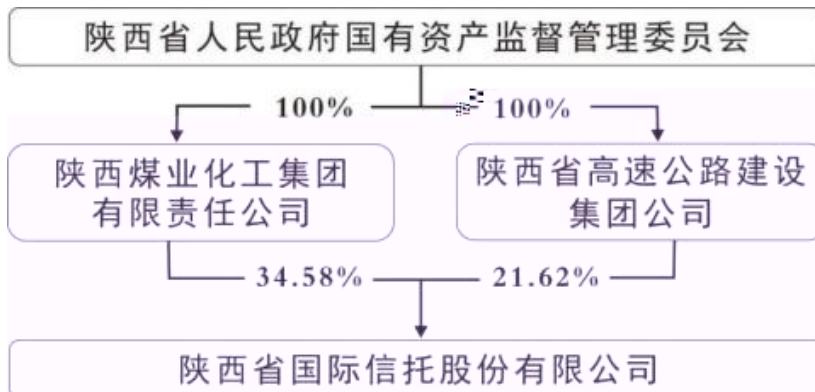 陕西省人民政府国有资产监督管理委员会
100%
100%
陕西煤业化工集团
有限责任公司
陕西省高速公路建设
集团公司
34.58%
21.62%
陕西省国际信托股份有限公司